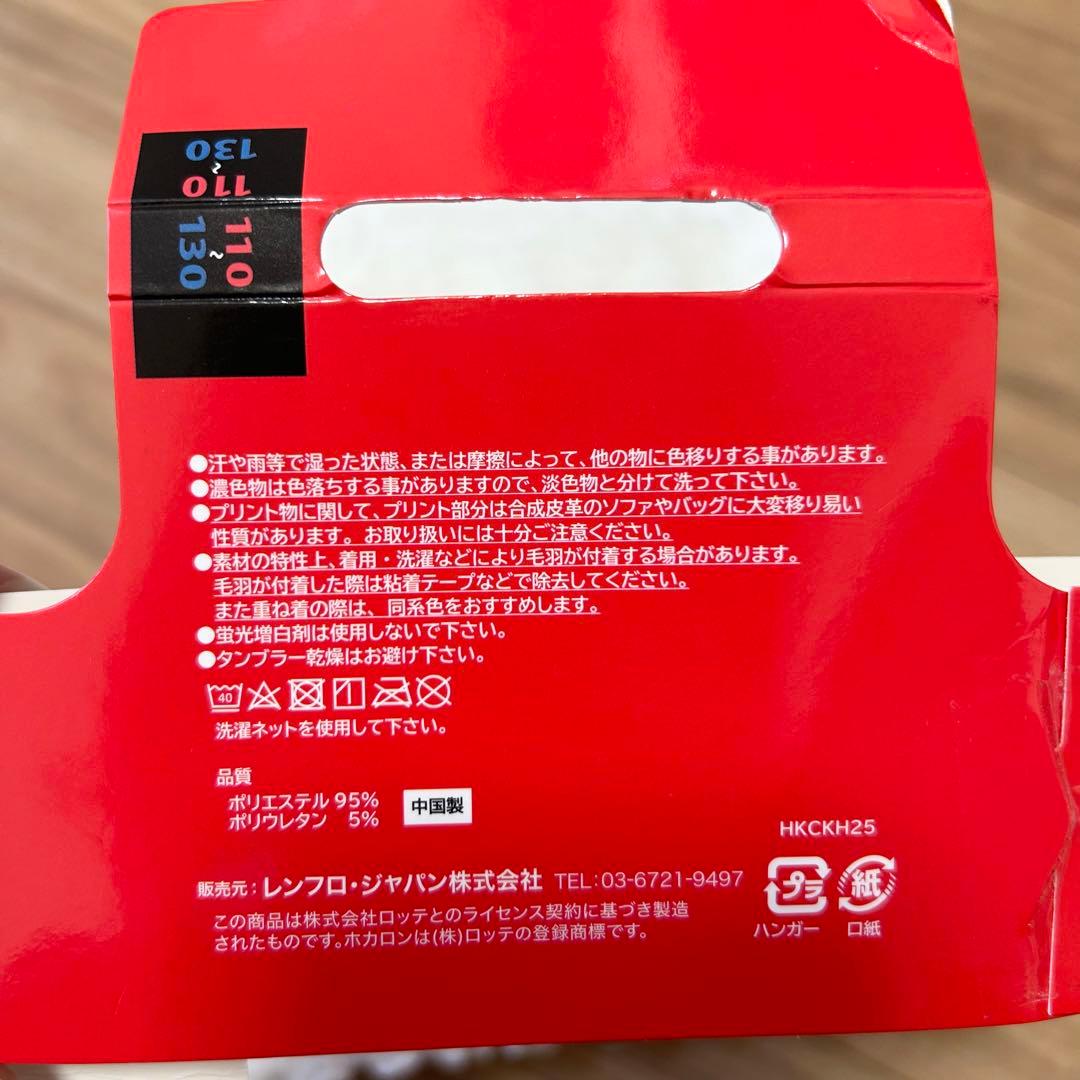 130
~
110
110
~
130
●汗や雨等で湿った状態、または摩擦によって、他の物に色移りする事があります。
●濃色物は色落ちする事がありますので、淡色物と分けて洗って下さい。
●プリント物に関して、プリント部分は合成皮革のソファやバッグに大変移り易い
性質があります。お取り扱いには十分ご注意ください。
●素材の特性上、着用・洗濯などにより毛羽が付着する場合があります。
毛羽が付着した際は粘着テープなどで除去してください。
また重ね着の際は、同系色をおすすめします。
●蛍光増白剤は使用しないで下さい。
●タンブラー乾燥はお避け下さい。
40
洗濯ネットを使用して下さい。
品質
ポリエステル 95%
ポリウレタン 5%
中国製
HKCKH25
販売元:レンフロ・ジャパン株式会社 TEL:03-6721-9497
この商品は株式会社ロッテとのライセンス契約に基づき製造
されたものです。ホカロンは(株)ロッテの登録商標です。
プラ
紙
ハンガー
口紙